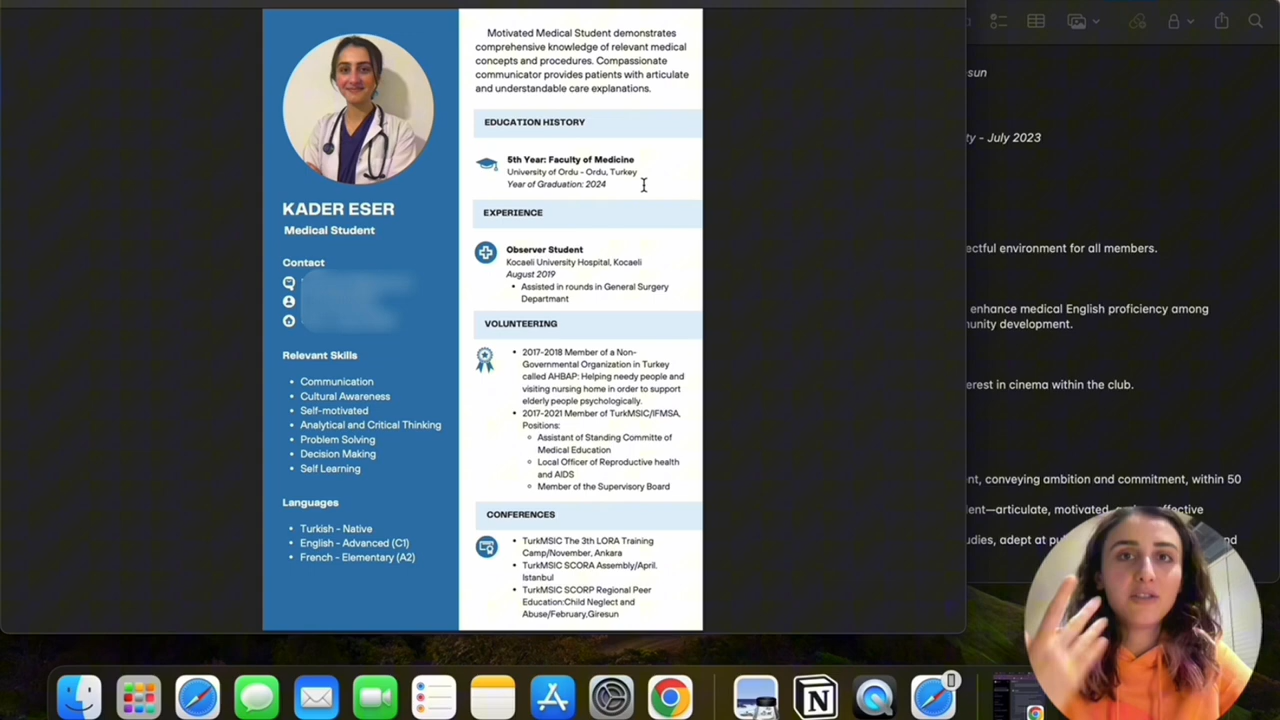 KADER ESER
Medical Student
Contact
Relevant Skills
Communication
Cultural Awareness
Self-motivated
Analytical and Critical Thinking
Problem Solving
Decision Making
Self Learning
Languages
Turkish - Native
English - Advanced (C1)
French - Elementary (A2)
Motivated Medical Student demonstrates
comprehensive knowledge of relevant medical
concepts and procedures. Compassionate
communicator provides patients with articulate
and understandable care explanations.
EDUCATION HISTORY
5th Year: Faculty of Medicine
University of Ordu - Ordu, Turkey
Year of Graduation: 2024
EXPERIENCE
Observer Student
Kocaeli University Hospital, Kocaeli
August 2019
Assisted in rounds in General Surgery
Department
VOLUNTEERING
2017-2018 Member of a Non-
Governmental Organization in Turkey
called AHBAP: Helping needy people and
visiting nursing home in order to support
elderly people psychologically.
2017-2021 Member of TurkMSIC/IFMSA,
Positions:
Assistant of Standing Committe of
Medical Education
Local Officer of Reproductive health
and AIDS
Member of the Supervisory Board
CONFERENCES
TurkMSIC The 3th LORA Training
Camp/November, Ankara
TurkMSIC SCORA Assembly/April.
Istanbul
TurkMSIC SCORP Regional Peer
Education:Child Neglect and
Abuse/February,Giresun
sun
ty - July 2023
ectful environment for all members.
enhance medical English proficiency among
unity development.
erest in cinema within the club.
nt, conveying ambition and commitment, within 50
dent—articulate, motivated, effective
udies, adept at